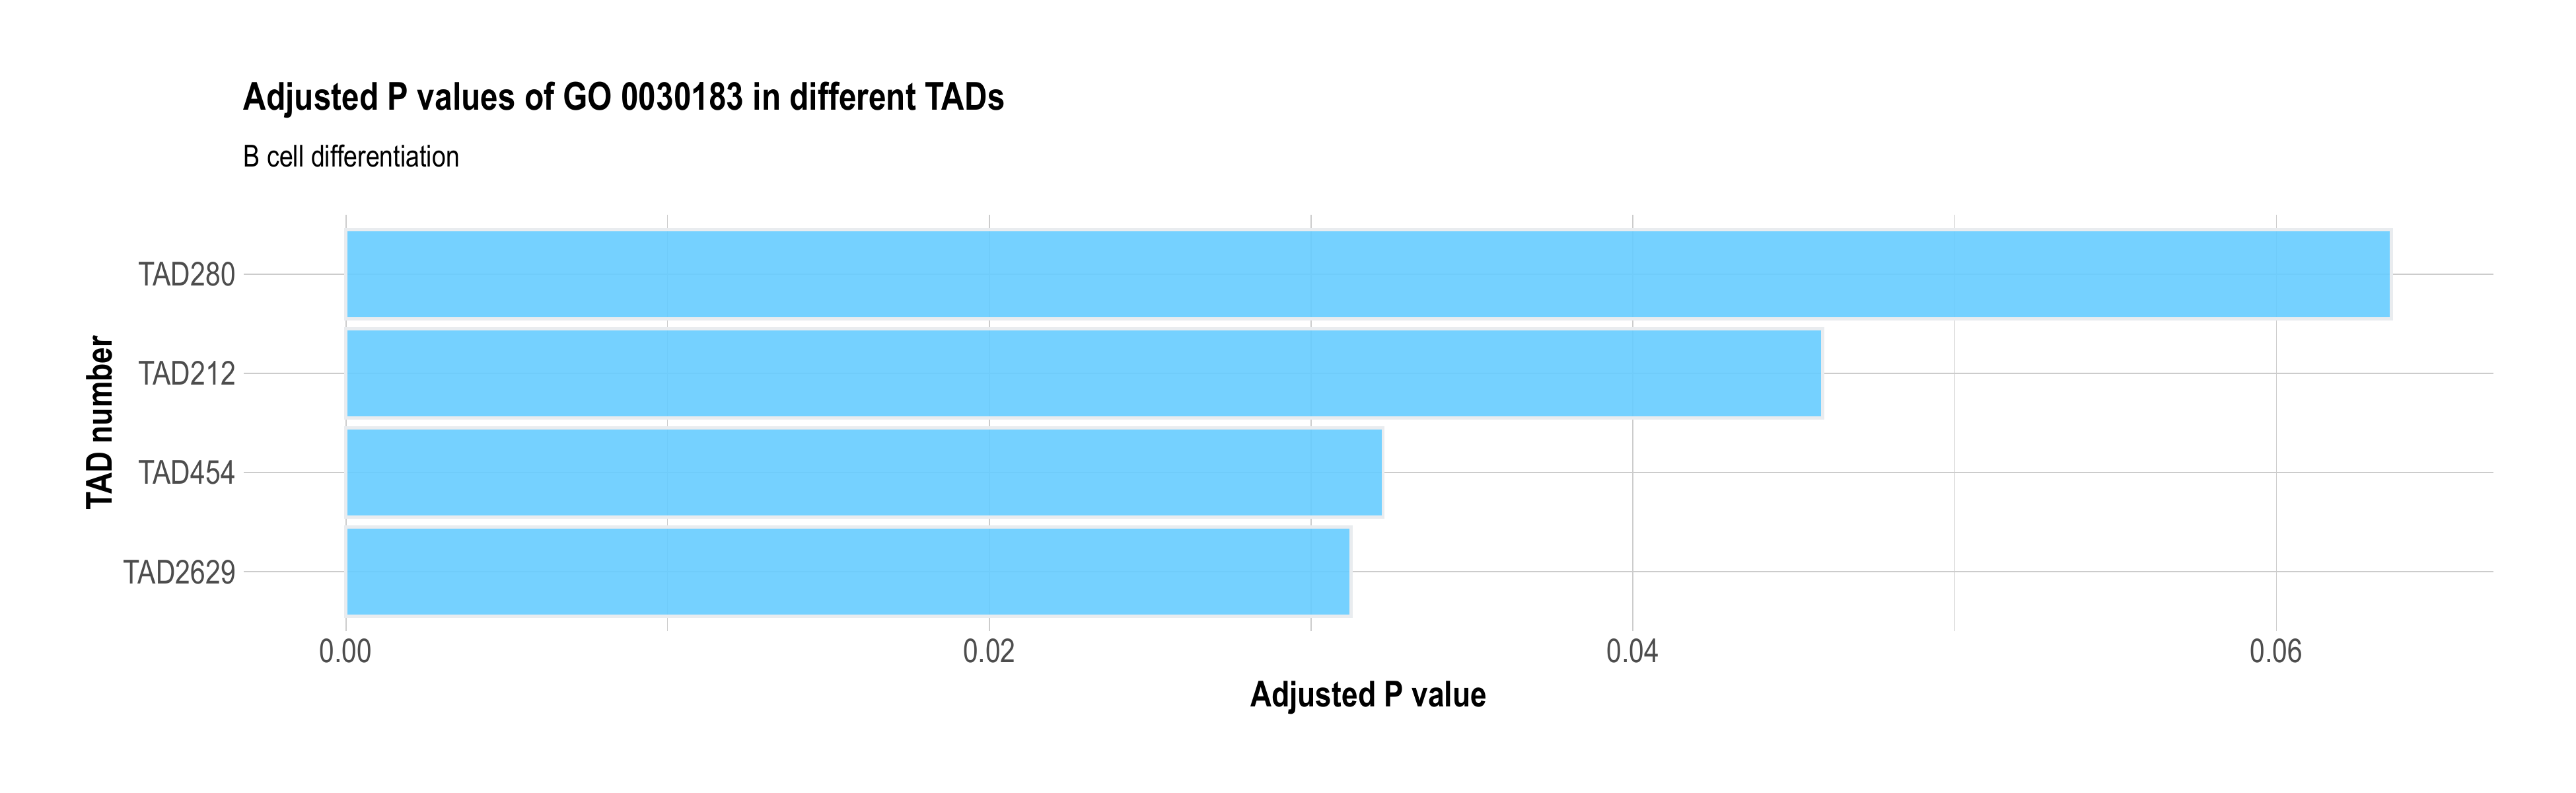 Adjusted P values of GO 0030183 in different TADs
B cell differentiation
TAD280
TAD212
TAD454
TAD2629
TAD number
0.00 0.02 0.04 0.06
Adjusted P value